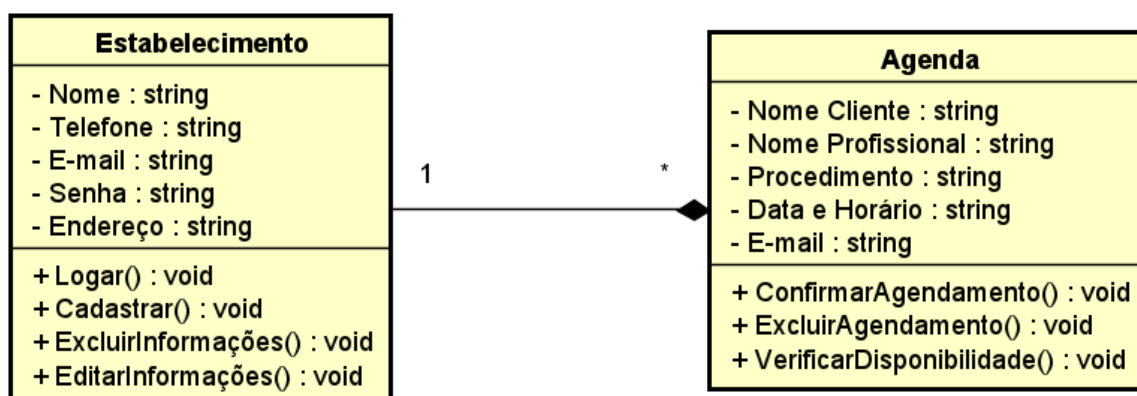 Estabelecimento
- Nome : string
- Telefone : string
- E-mail : string
- Senha : string
- Endereço : string
+ Logar() : void
+ Cadastrar() : void
+ ExcluirInformações() : void
+ EditarInformações() : void
1
*
Agenda
- Nome Cliente : string
- Nome Profissional : string
- Procedimento : string
- Data e Horário : string
- E-mail : string
+ ConfirmarAgendamento() : void
+ ExcluirAgendamento() : void
+ VerificarDisponibilidade() : void